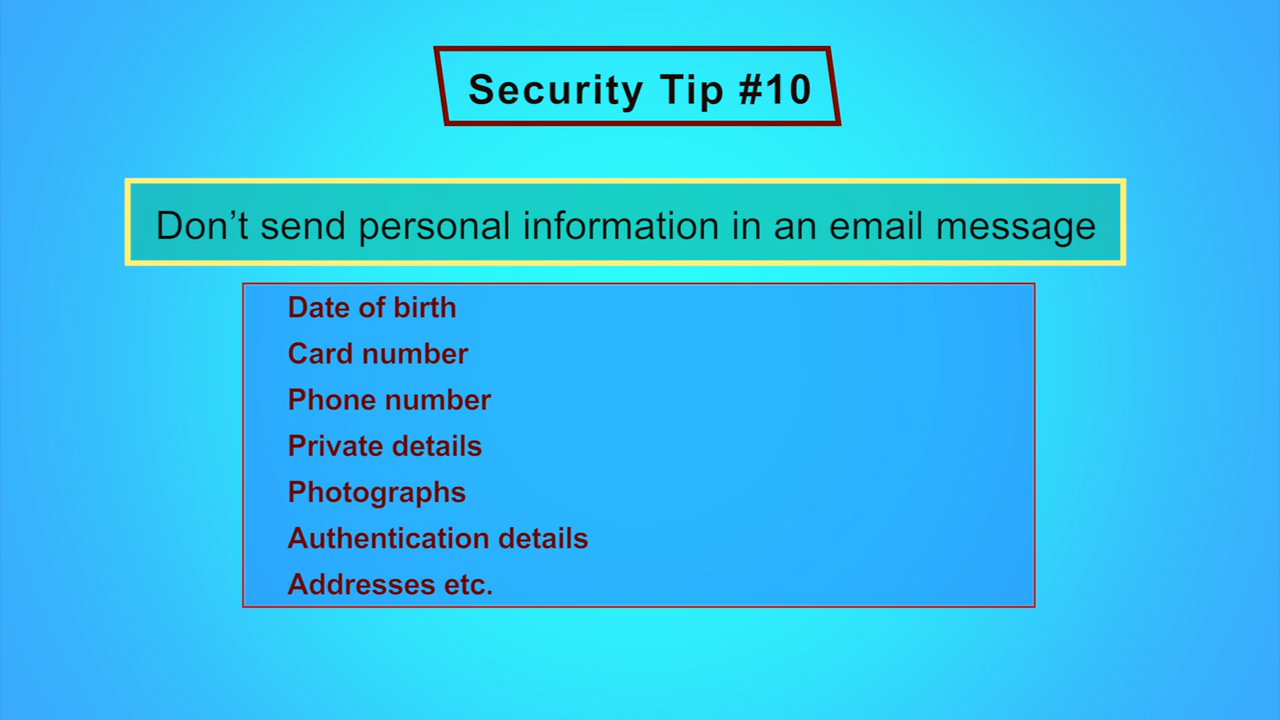 Security Tip #10
Don’t send personal information in an email message
Date of birth
Card number
Phone number
Private details
Photographs
Authentication details
Addresses etc.